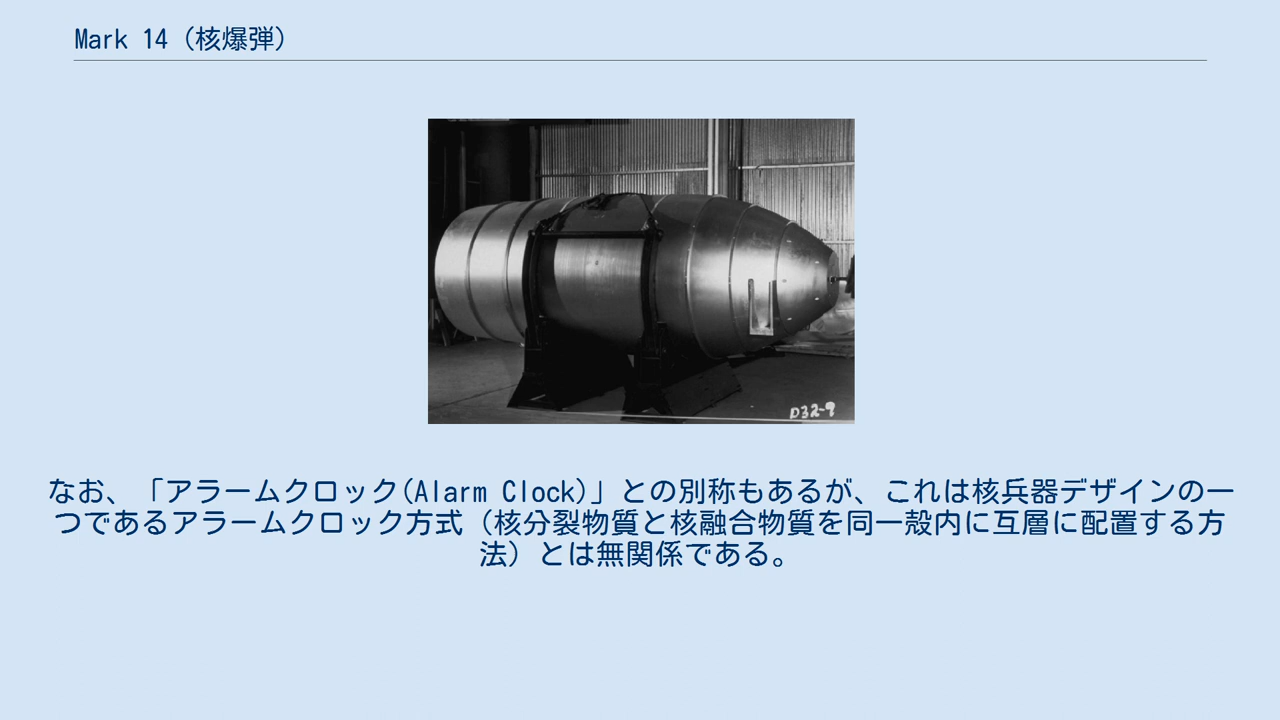 Mark 14（核爆弾）
D32-9
なお、「アラームクロック(Alarm Clock)」との別称もあるが、これは核兵器デザインの一
つであるアラームクロック方式（核分裂物質と核融合物質を同一殻内に互層に配置する方
法）とは無関係である。